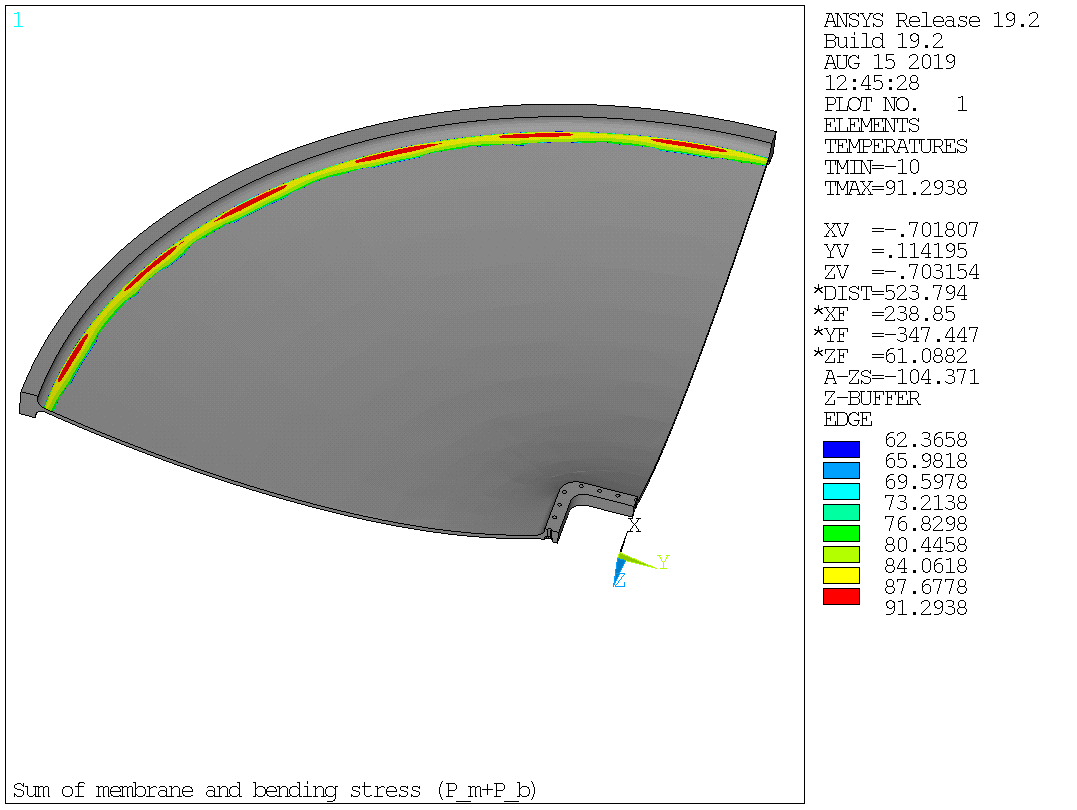 1
ANSYS Release 19.2
Build 19.2
AUG 15 2019
12:45:28
PLOT NO.   1
ELEMENTS
TEMPERATURES
TMIN=-10
TMAX=91.2938
XV  =-.701807
YV  =.114195
ZV  =-.703154
*DIST=523.794
*XF  =238.85
*YF  =-347.447
*ZF  =61.0882
A-ZS=-104.371
Z-BUFFER
EDGE
62.3658
65.9818
69.5978
73.2138
76.8298
80.4458
84.0618
87.6778
91.2938
X
Y
Z
Sum of membrane and bending stress (P_m+P_b)